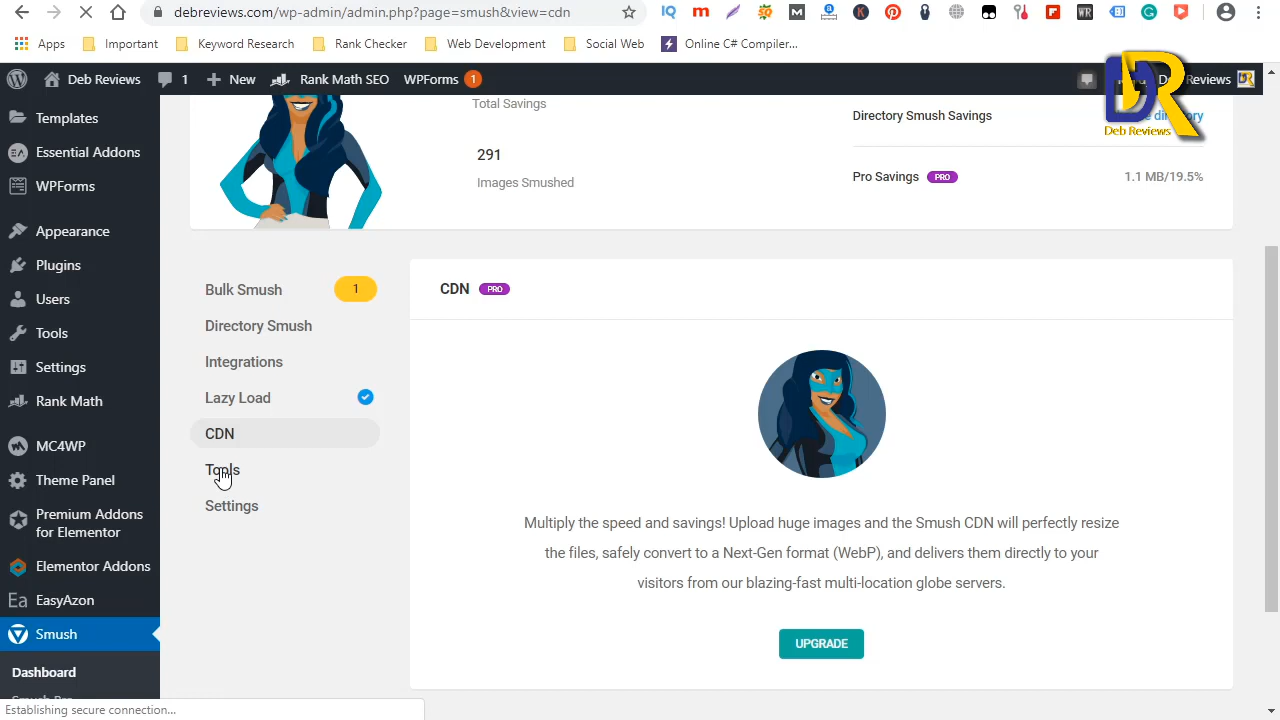 debreviews.com/wp-admin/admin.php?page=smush&view=cdn
Apps
Important
Keyword Research
Rank Checker
Web Development
Social Web
Online C# Compiler...
Deb Reviews
1
New
Rank Math SEO
WPForms
1
Reviews
Templates
Essential Addons
WPForms
Appearance
Plugins
Users
Tools
Settings
Rank Math
MC4WP
Theme Panel
Premium Addons
for Elementor
Elementor Addons
EasyAzon
Smush
Dashboard
Total Savings
291
Images Smushed
Directory Smush Savings
directory
Deb Reviews
Pro Savings PRO
1.1 MB/19.5%
Bulk Smush
1
Directory Smush
Integrations
Lazy Load
CDN
Tools
Settings
CDN PRO
Multiply the speed and savings! Upload huge images and the Smush CDN will perfectly resize
the files, safely convert to a Next-Gen format (WebP), and delivers them directly to your
visitors from our blazing-fast multi-location globe servers.
UPGRADE
Establishing secure connection...